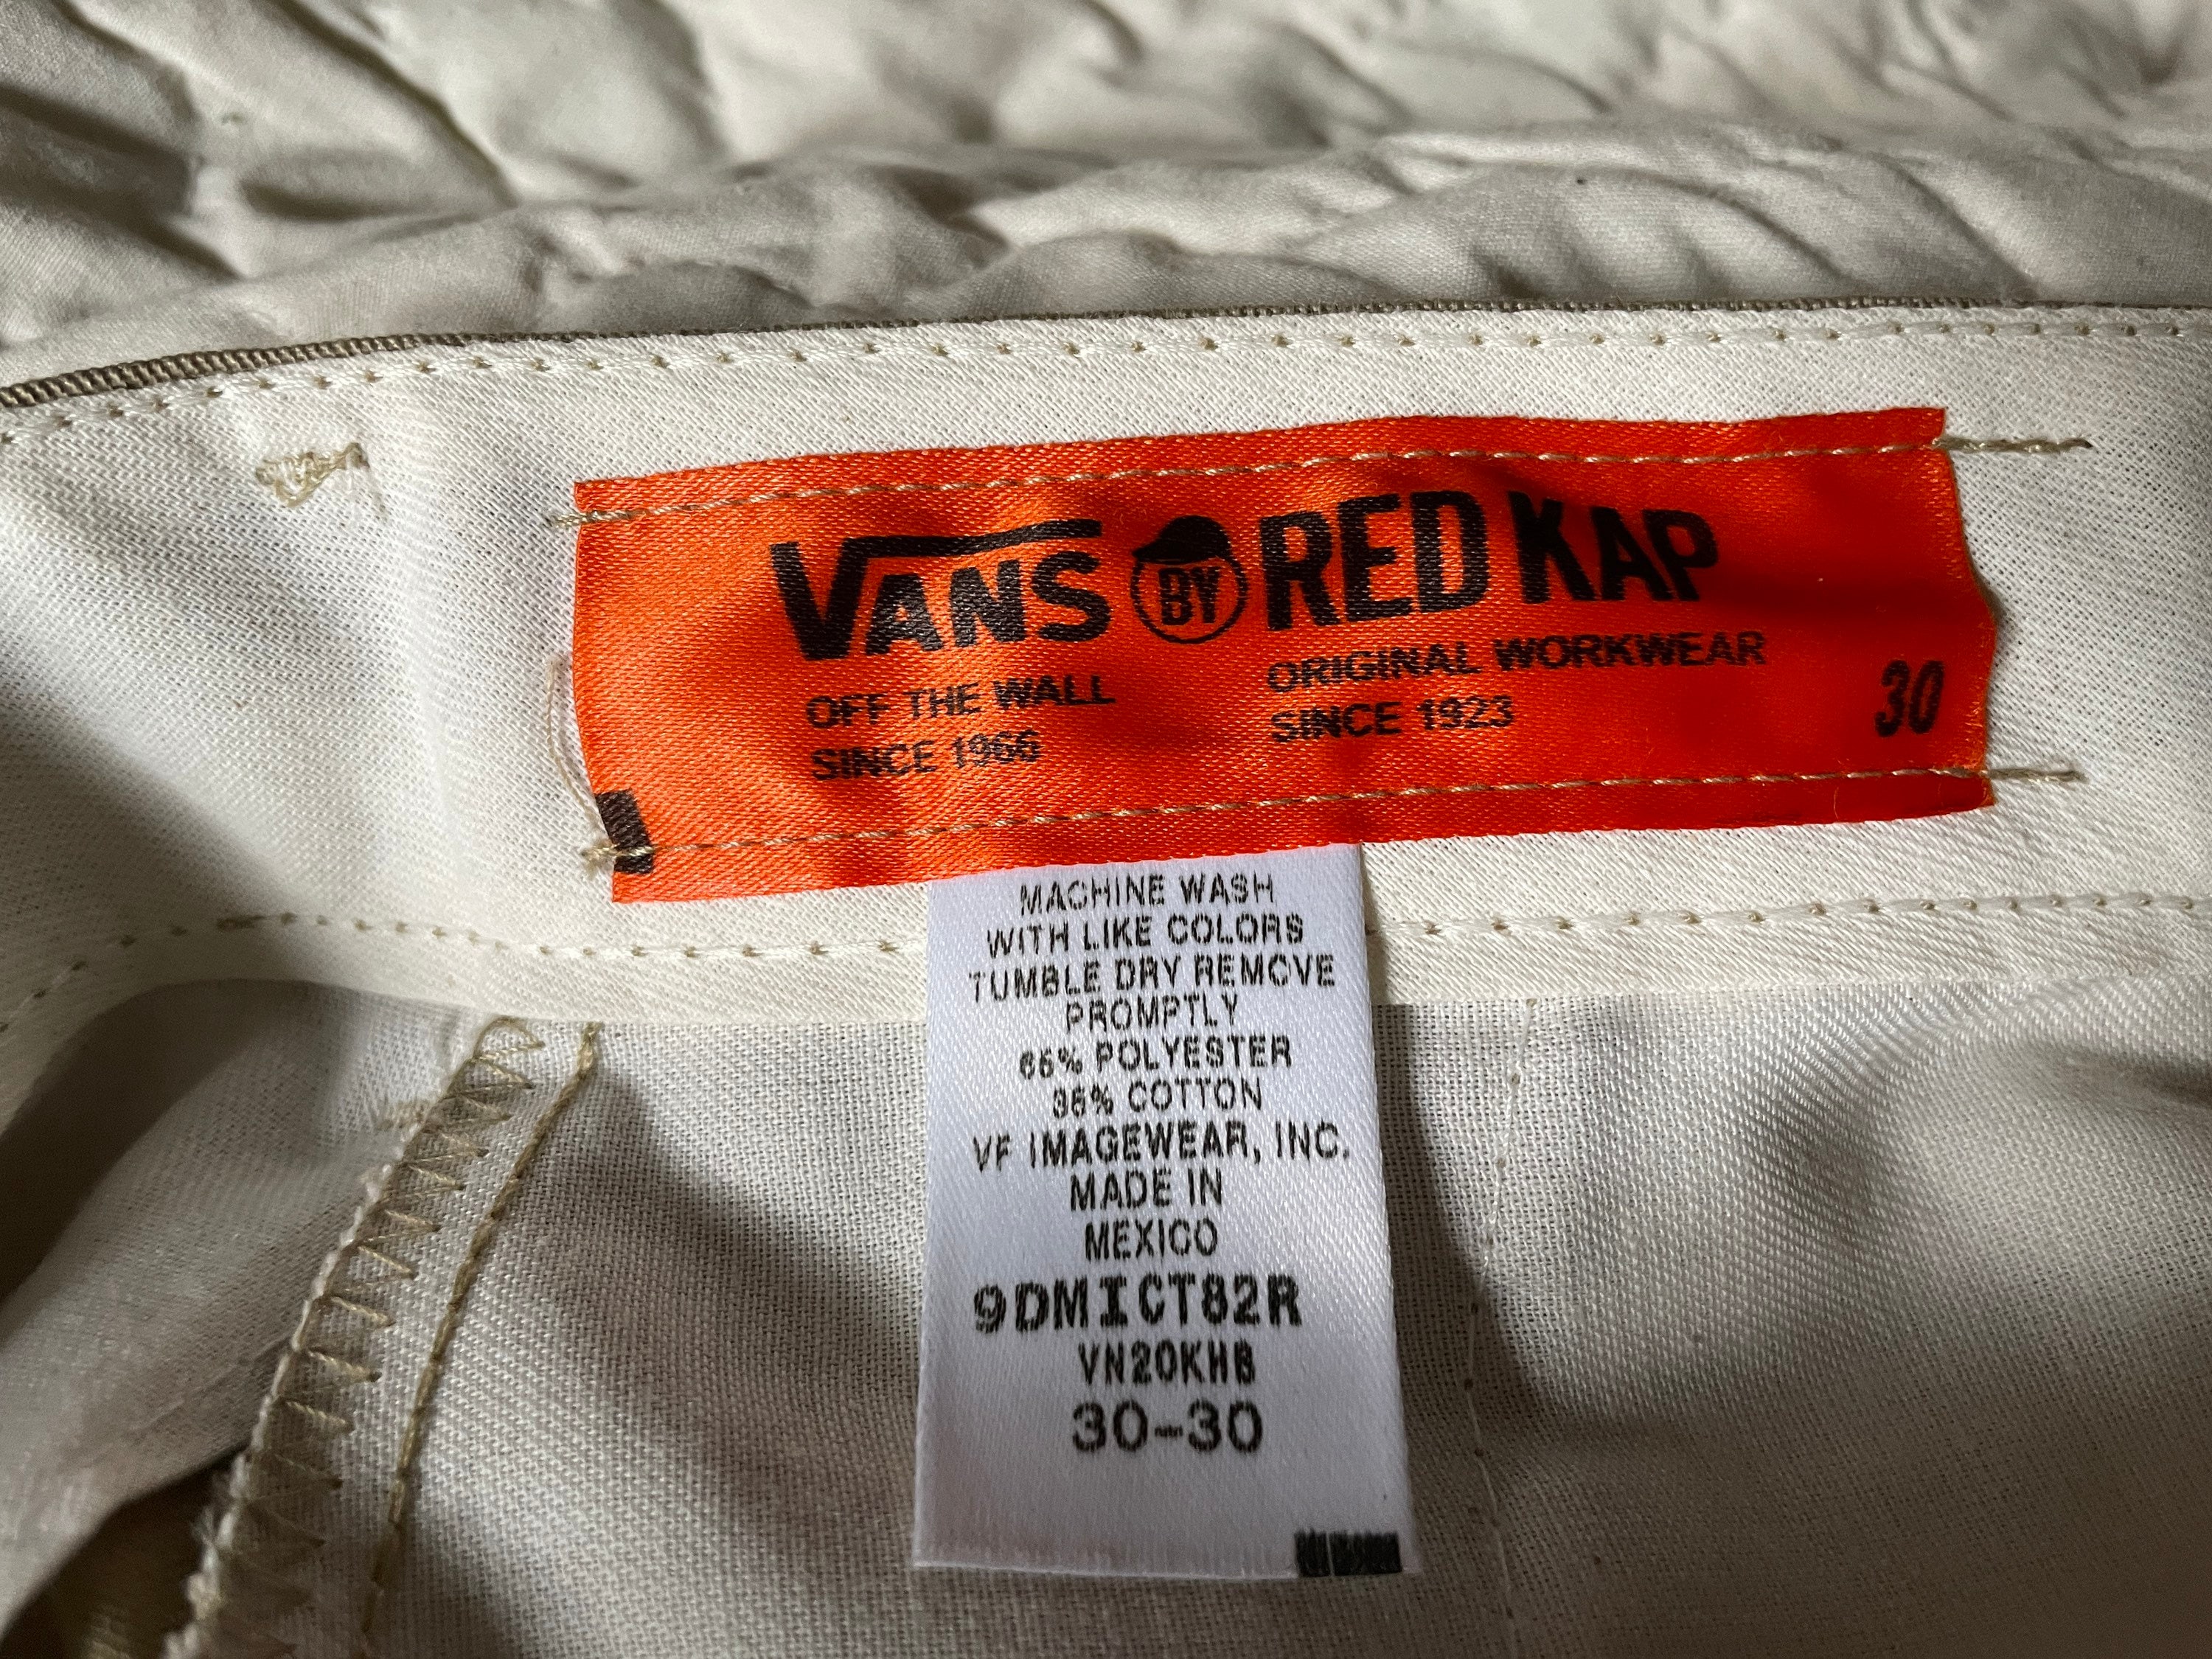 VANS BY RED KAP
OFF THE WALL
SINCE 1966
ORIGINAL WORKWEAR
SINCE 1923
30
MACHINE WASH
WITH LIKE COLORS
TUMBLE DRY REMOVE
PROMPTLY
65% POLYESTER
35% COTTON
VF IMAGEWEAR, INC.
MADE IN
MEXICO
9DMICT82R
VN20KHB
30-30